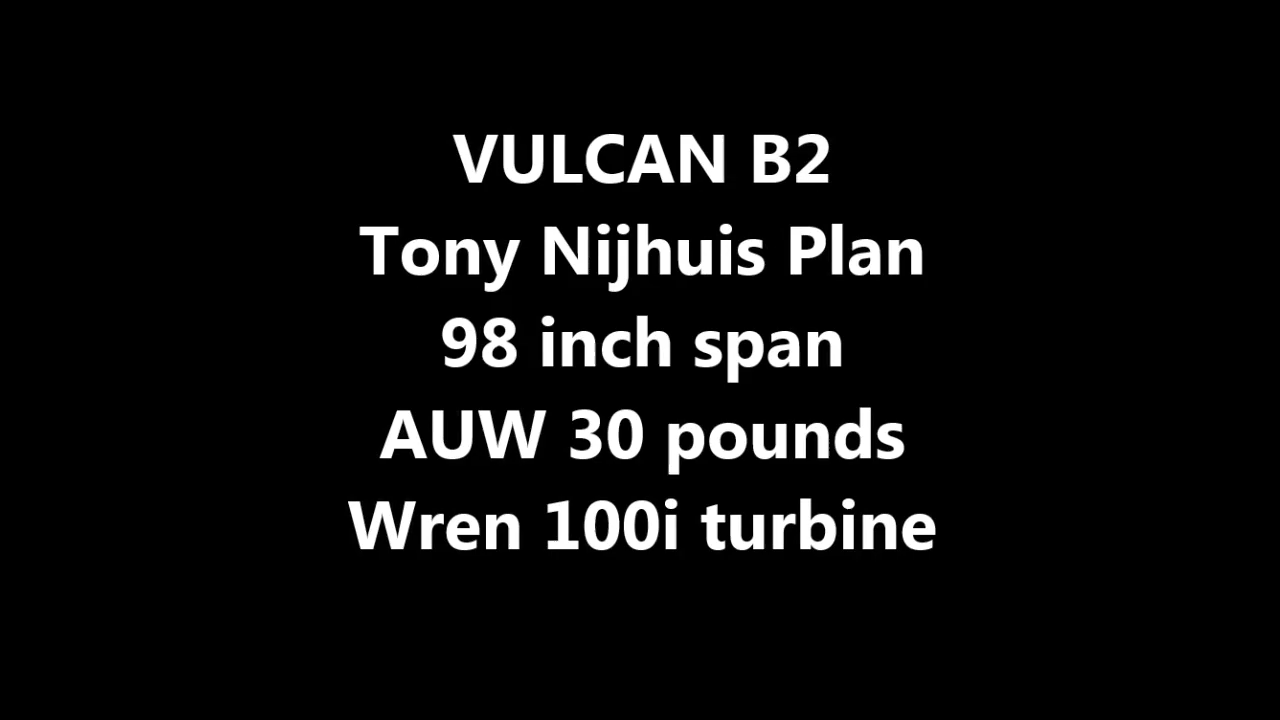 VULCAN B2
Tony Nijhuis Plan
98 inch span
AUW 30 pounds
Wren 100i turbine